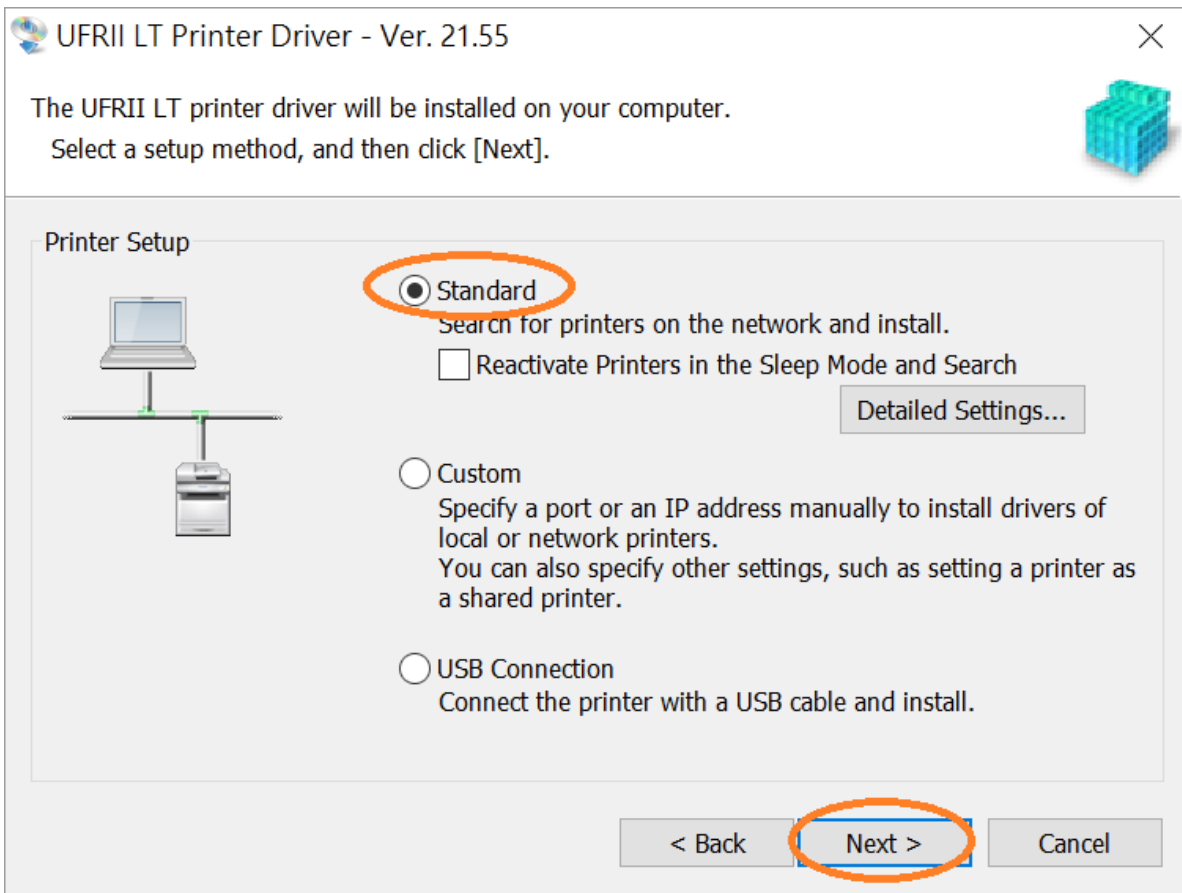 UFRII LT Printer Driver - Ver. 21.55
The UFRII LT printer driver will be installed on your computer.
Select a setup method, and then click [Next].
Printer Setup
Standard
Search for printers on the network and install.
Reactivate Printers in the Sleep Mode and Search
Detailed Settings...
Custom
Specify a port or an IP address manually to install drivers of
local or network printers.
You can also specify other settings, such as setting a printer as
a shared printer.
USB Connection
Connect the printer with a USB cable and install.
< Back Next > Cancel